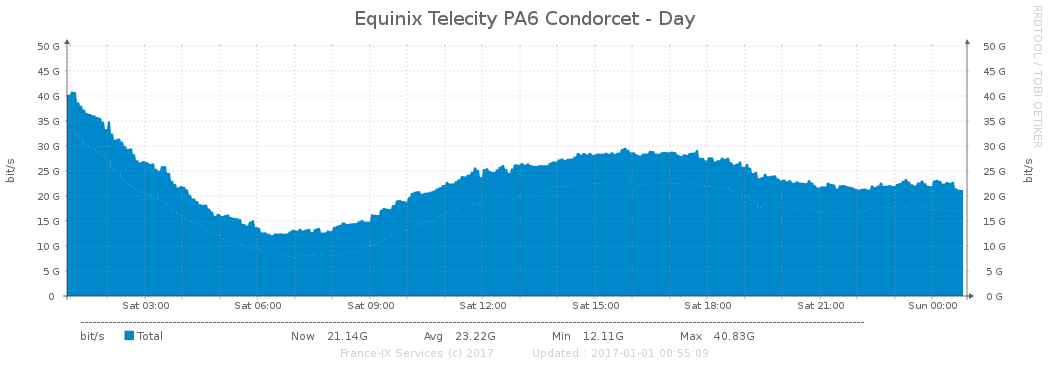 Equinix Telecity PA6 Condorcet - Day
RRDTOOL / TOBI OETIKER
bit/s
50 G
45 G
40 G
35 G
30 G
25 G
20 G
15 G
10 G
5 G
0
50 G
45 G
40 G
35 G
30 G
25 G
20 G
15 G
10 G
5 G
0 G
bit/s
Sat 03:00 Sat 06:00 Sat 09:00 Sat 12:00 Sat 15:00 Sat 18:00 Sat 21:00 Sun 00:00
bit/s Total Now 21.14G Avg 23.22G Min 12.11G Max 40.83G
France-IX Services (c) 2017 Updated : 2017-01-01 00:55:09